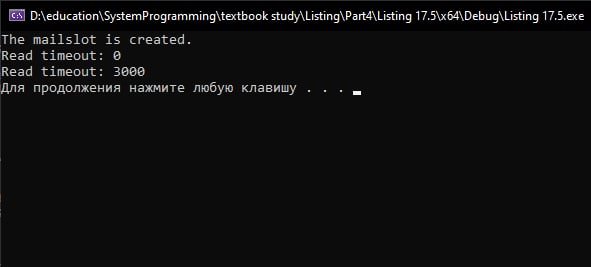 D:\education\SystemProgramming\textbook study\Listing\Part4\Listing 17.5\x64\Debug\Listing 17.5.exe
The mailslot is created.
Read timeout: 0
Read timeout: 3000
Для продолжения нажмите любую клавишу . . .